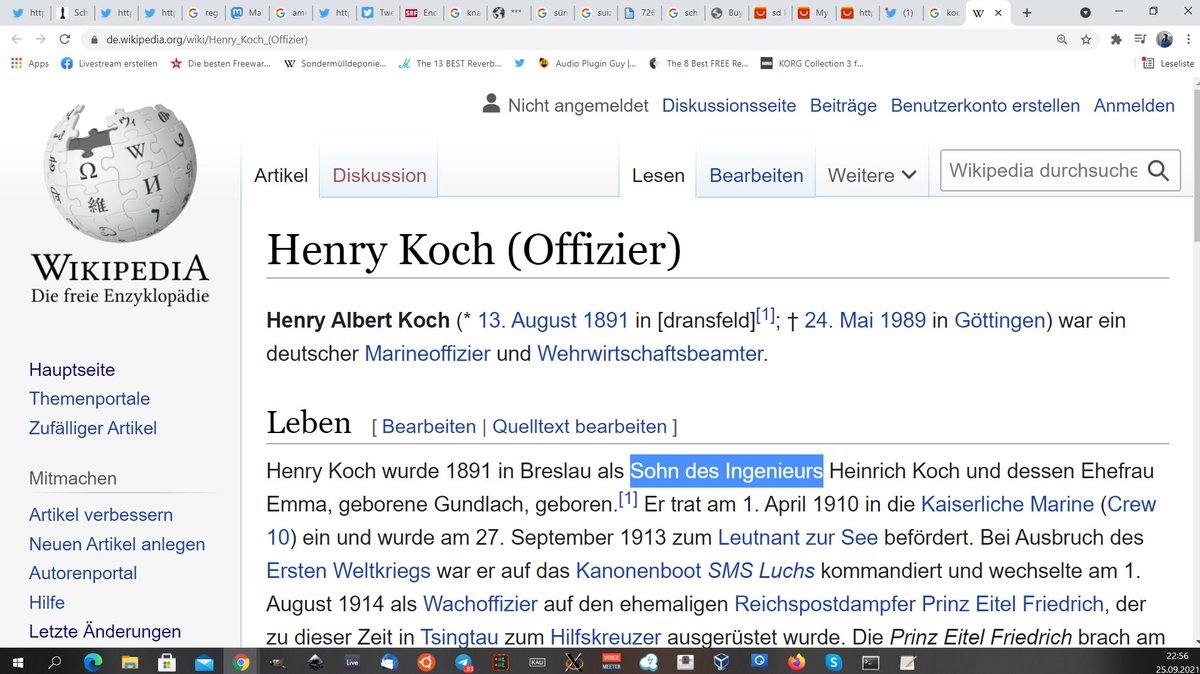 http
Sch
http
http
reg
Ma
am
http
Twe
SRF
End
kna
***
sün
suiz
72€
sch
Buy
sd k
My
http
(1)
koc
W
de.wikipedia.org/wiki/Henry_Koch_(Offizier)
Apps
Livestream erstellen
Die besten Freewar...
Sondermülldeponie...
The 13 BEST Reverb...
Audio Plugin Guy |...
The 8 Best FREE Re...
KORG Collection 3 f...
Leseliste
Nicht angemeldet Diskussionsseite Beiträge Benutzerkonto erstellen Anmelden
Artikel Diskussion Lesen Bearbeiten Weitere Wikipedia durchsuche
WIKIPEDIA
Die freie Enzyklopädie
Hauptseite
Themenportale
Zufälliger Artikel
Mitmachen
Artikel verbessern
Neuen Artikel anlegen
Autorenportal
Hilfe
Letzte Änderungen
Henry Koch (Offizier)
Henry Albert Koch (* 13. August 1891 in [dransfeld][1]; † 24. Mai 1989 in Göttingen) war ein
deutscher Marineoffizier und Wehrwirtschaftsbeamter.
Leben [ Bearbeiten | Quelltext bearbeiten ]
Henry Koch wurde 1891 in Breslau als Sohn des Ingenieurs Heinrich Koch und dessen Ehefrau
Emma, geborene Gundlach, geboren.[1] Er trat am 1. April 1910 in die Kaiserliche Marine (Crew
10) ein und wurde am 27. September 1913 zum Leutnant zur See befördert. Bei Ausbruch des
Ersten Weltkriegs war er auf das Kanonenboot SMS Luchs kommandiert und wechselte am 1.
August 1914 als Wachoffizier auf den ehemaligen Reichspostdampfer Prinz Eitel Friedrich, der
zu dieser Zeit in Tsingtau zum Hilfskreuzer ausgerüstet wurde. Die Prinz Eitel Friedrich brach am
Live
KALI
VOICE
MEETER
22:56
25.09.2021